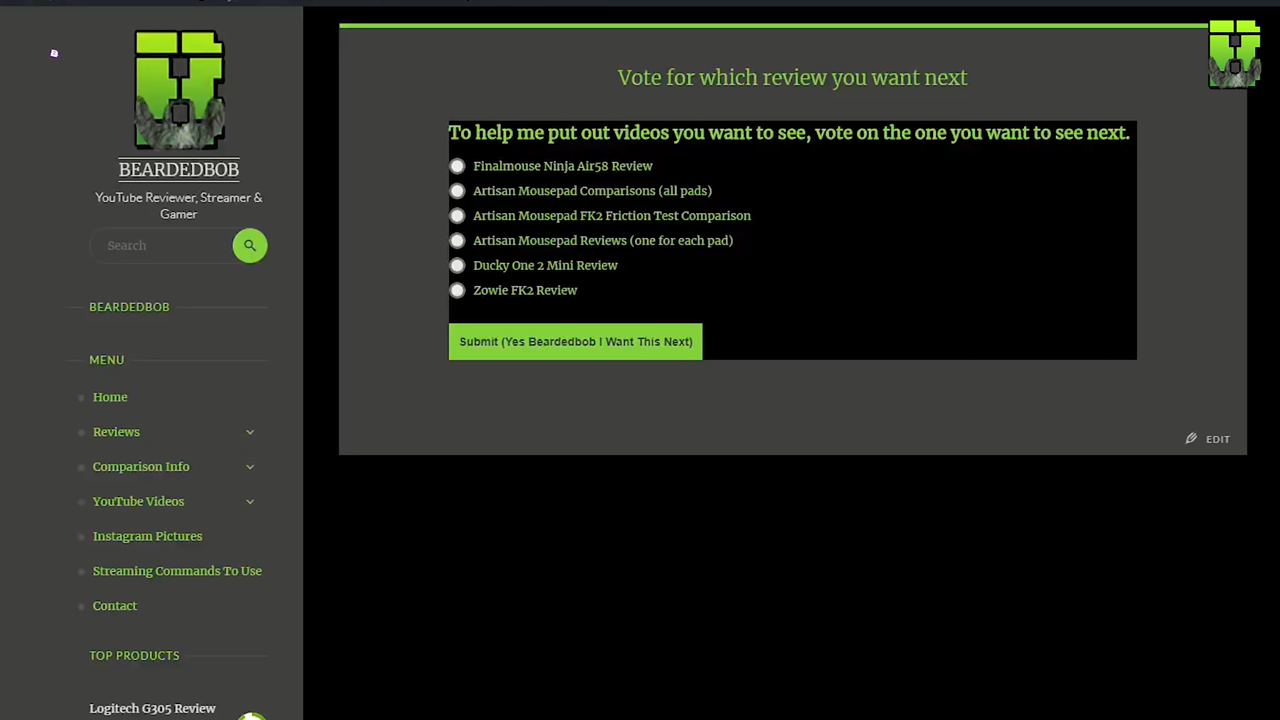 BEARDEDBOB
YouTube Reviewer, Streamer &
Gamer
Search
BEARDEDBOB
MENU
Home
Reviews
Comparison Info
YouTube Videos
Instagram Pictures
Streaming Commands To Use
Contact
TOP PRODUCTS
Logitech G305 Review
Vote for which review you want next
To help me put out videos you want to see, vote on the one you want to see next.
Finalmouse Ninja Air58 Review
Artisan Mousepad Comparisons (all pads)
Artisan Mousepad FK2 Friction Test Comparison
Artisan Mousepad Reviews (one for each pad)
Ducky One 2 Mini Review
Zowie FK2 Review
Submit (Yes Beardedbob I Want This Next)
EDIT